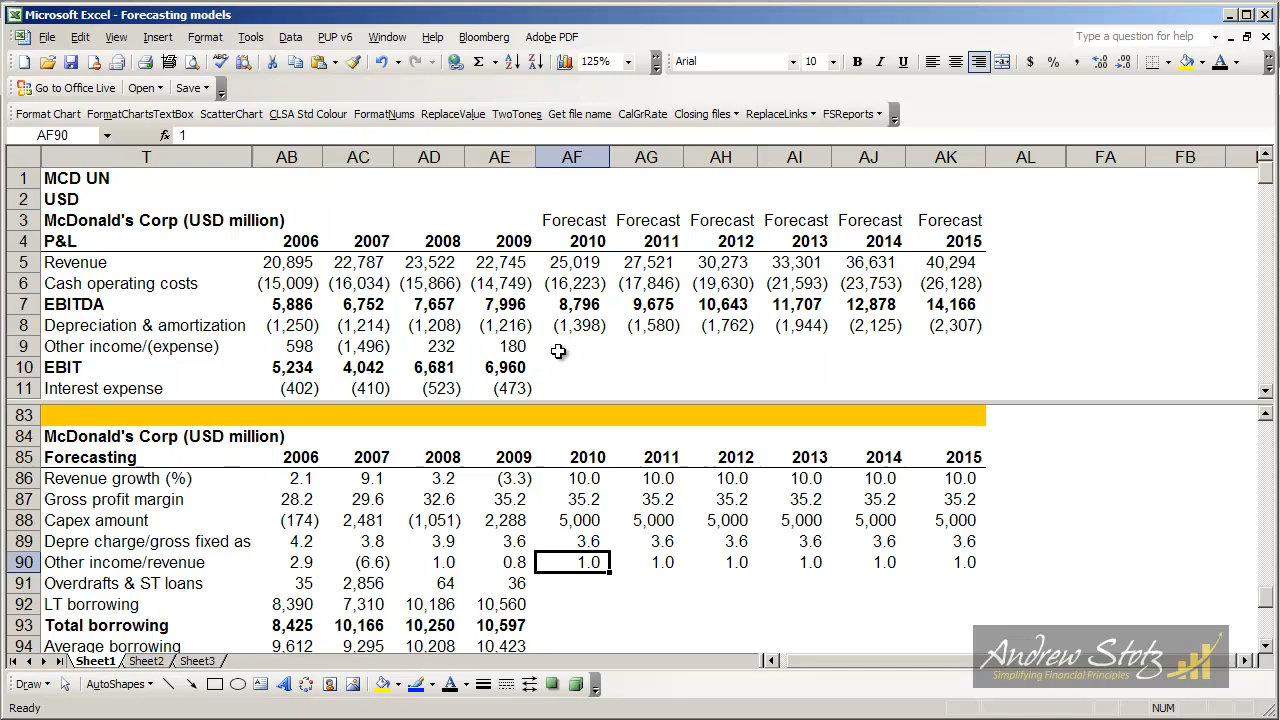 Microsoft Excel - Forecasting models
File Edit View Insert Format Tools Data PUP v6 Window Help Bloomberg Adobe PDF Type a question for help
125% Arial 10 B I U $ % ,
Go to Office Live Open Save
Format Chart FormatChartsTextBox ScatterChart CLSA Std Colour FormatNums ReplaceValue TwoTones Get file name CalGrRate Closing files ReplaceLinks FSReports
AF90 fx 1
T AB AC AD AE AF AG AH AI AJ AK AL FA FB
1 MCD UN
2 USD
3 McDonald's Corp (USD million) Forecast Forecast Forecast Forecast Forecast Forecast
4 P&L 2006 2007 2008 2009 2010 2011 2012 2013 2014 2015
5 Revenue 20,895 22,787 23,522 22,745 25,019 27,521 30,273 33,301 36,631 40,294
6 Cash operating costs (15,009) (16,034) (15,866) (14,749) (16,223) (17,846) (19,630) (21,593) (23,753) (26,128)
7 EBITDA 5,886 6,752 7,657 7,996 8,796 9,675 10,643 11,707 12,878 14,166
8 Depreciation & amortization (1,250) (1,214) (1,208) (1,216) (1,398) (1,580) (1,762) (1,944) (2,125) (2,307)
9 Other income/(expense) 598 (1,496) 232 180
10 EBIT 5,234 4,042 6,681 6,960
11 Interest expense (402) (410) (523) (473)
83
84 McDonald's Corp (USD million)
85 Forecasting 2006 2007 2008 2009 2010 2011 2012 2013 2014 2015
86 Revenue growth (%) 2.1 9.1 3.2 (3.3) 10.0 10.0 10.0 10.0 10.0 10.0
87 Gross profit margin 28.2 29.6 32.6 35.2 35.2 35.2 35.2 35.2 35.2 35.2
88 Capex amount (174) 2,481 (1,051) 2,288 5,000 5,000 5,000 5,000 5,000 5,000
89 Depre charge/gross fixed as 4.2 3.8 3.9 3.6 3.6 3.6 3.6 3.6 3.6 3.6
90 Other income/revenue 2.9 (6.6) 1.0 0.8 1.0 1.0 1.0 1.0 1.0 1.0
91 Overdrafts & ST loans 35 2,856 64 36
92 LT borrowing 8,390 7,310 10,186 10,560
93 Total borrowing 8,425 10,166 10,250 10,597
94 Average borrowing 9,612 9,295 10,208 10,423
Andrew Stotz
Simplifying Financial Principles
Sheet1 Sheet2 Sheet3
Draw AutoShapes
Ready NUM